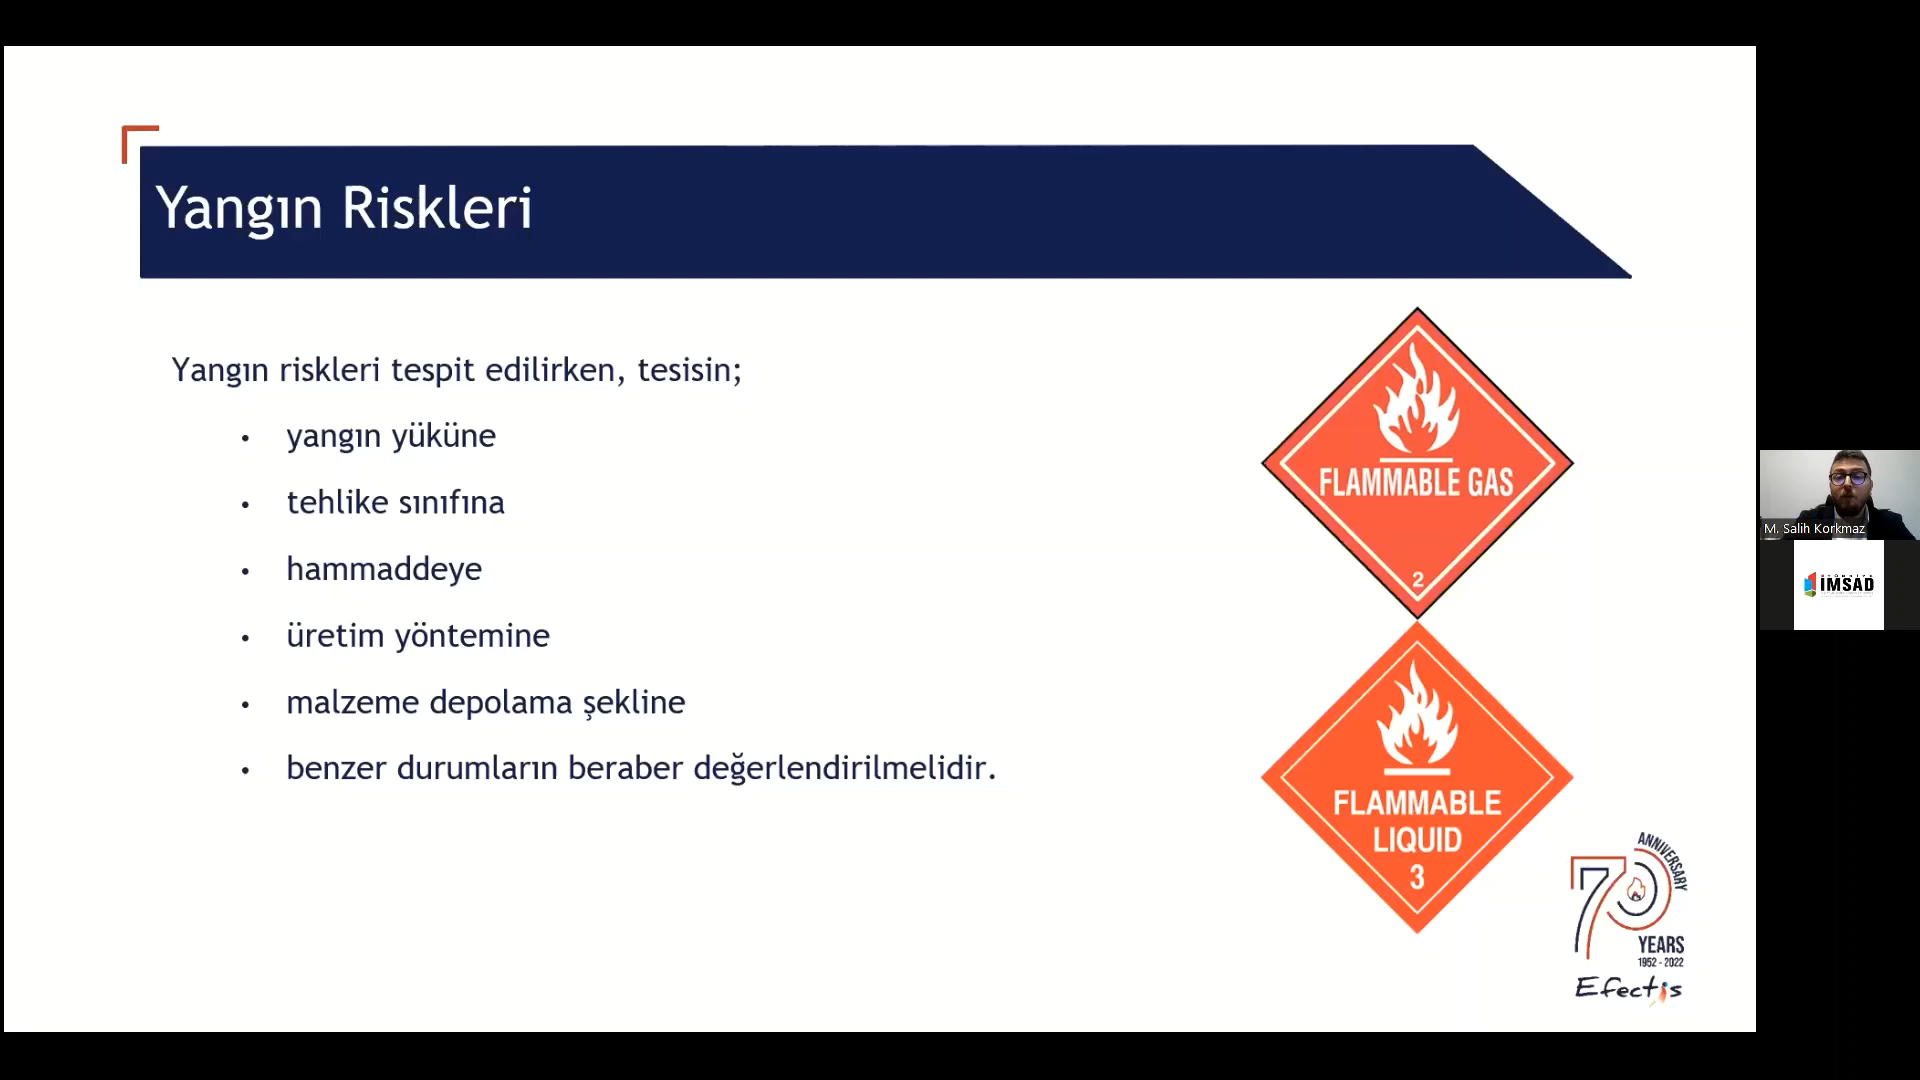 Yangın Riskleri
Yangın riskleri tespit edilirken, tesisin;
• yangın yüküne
• tehlike sınıfına
• hammaddeye
• üretim yöntemine
• malzeme depolama şekline
• benzer durumların beraber değerlendirilmelidir.
FLAMMABLE GAS
2
FLAMMABLE
LIQUID
3
70
ANNIVERSARY
YEARS
1952 - 2022
Efectis
M. Salih Korkmaz
İMSAD